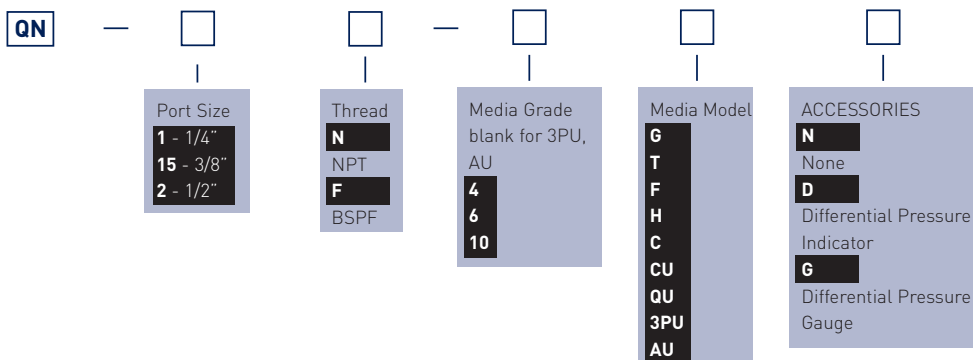 QN — —
Port Size
1 - 1/4"
15 - 3/8"
2 - 1/2"
Thread
N
NPT
F
BSPF
Media Grade
blank for 3PU,
AU
4
6
10
Media Model
G
T
F
H
C
CU
QU
3PU
AU
ACCESSORIES
N
None
D
Differential Pressure
Indicator
G
Differential Pressure
Gauge